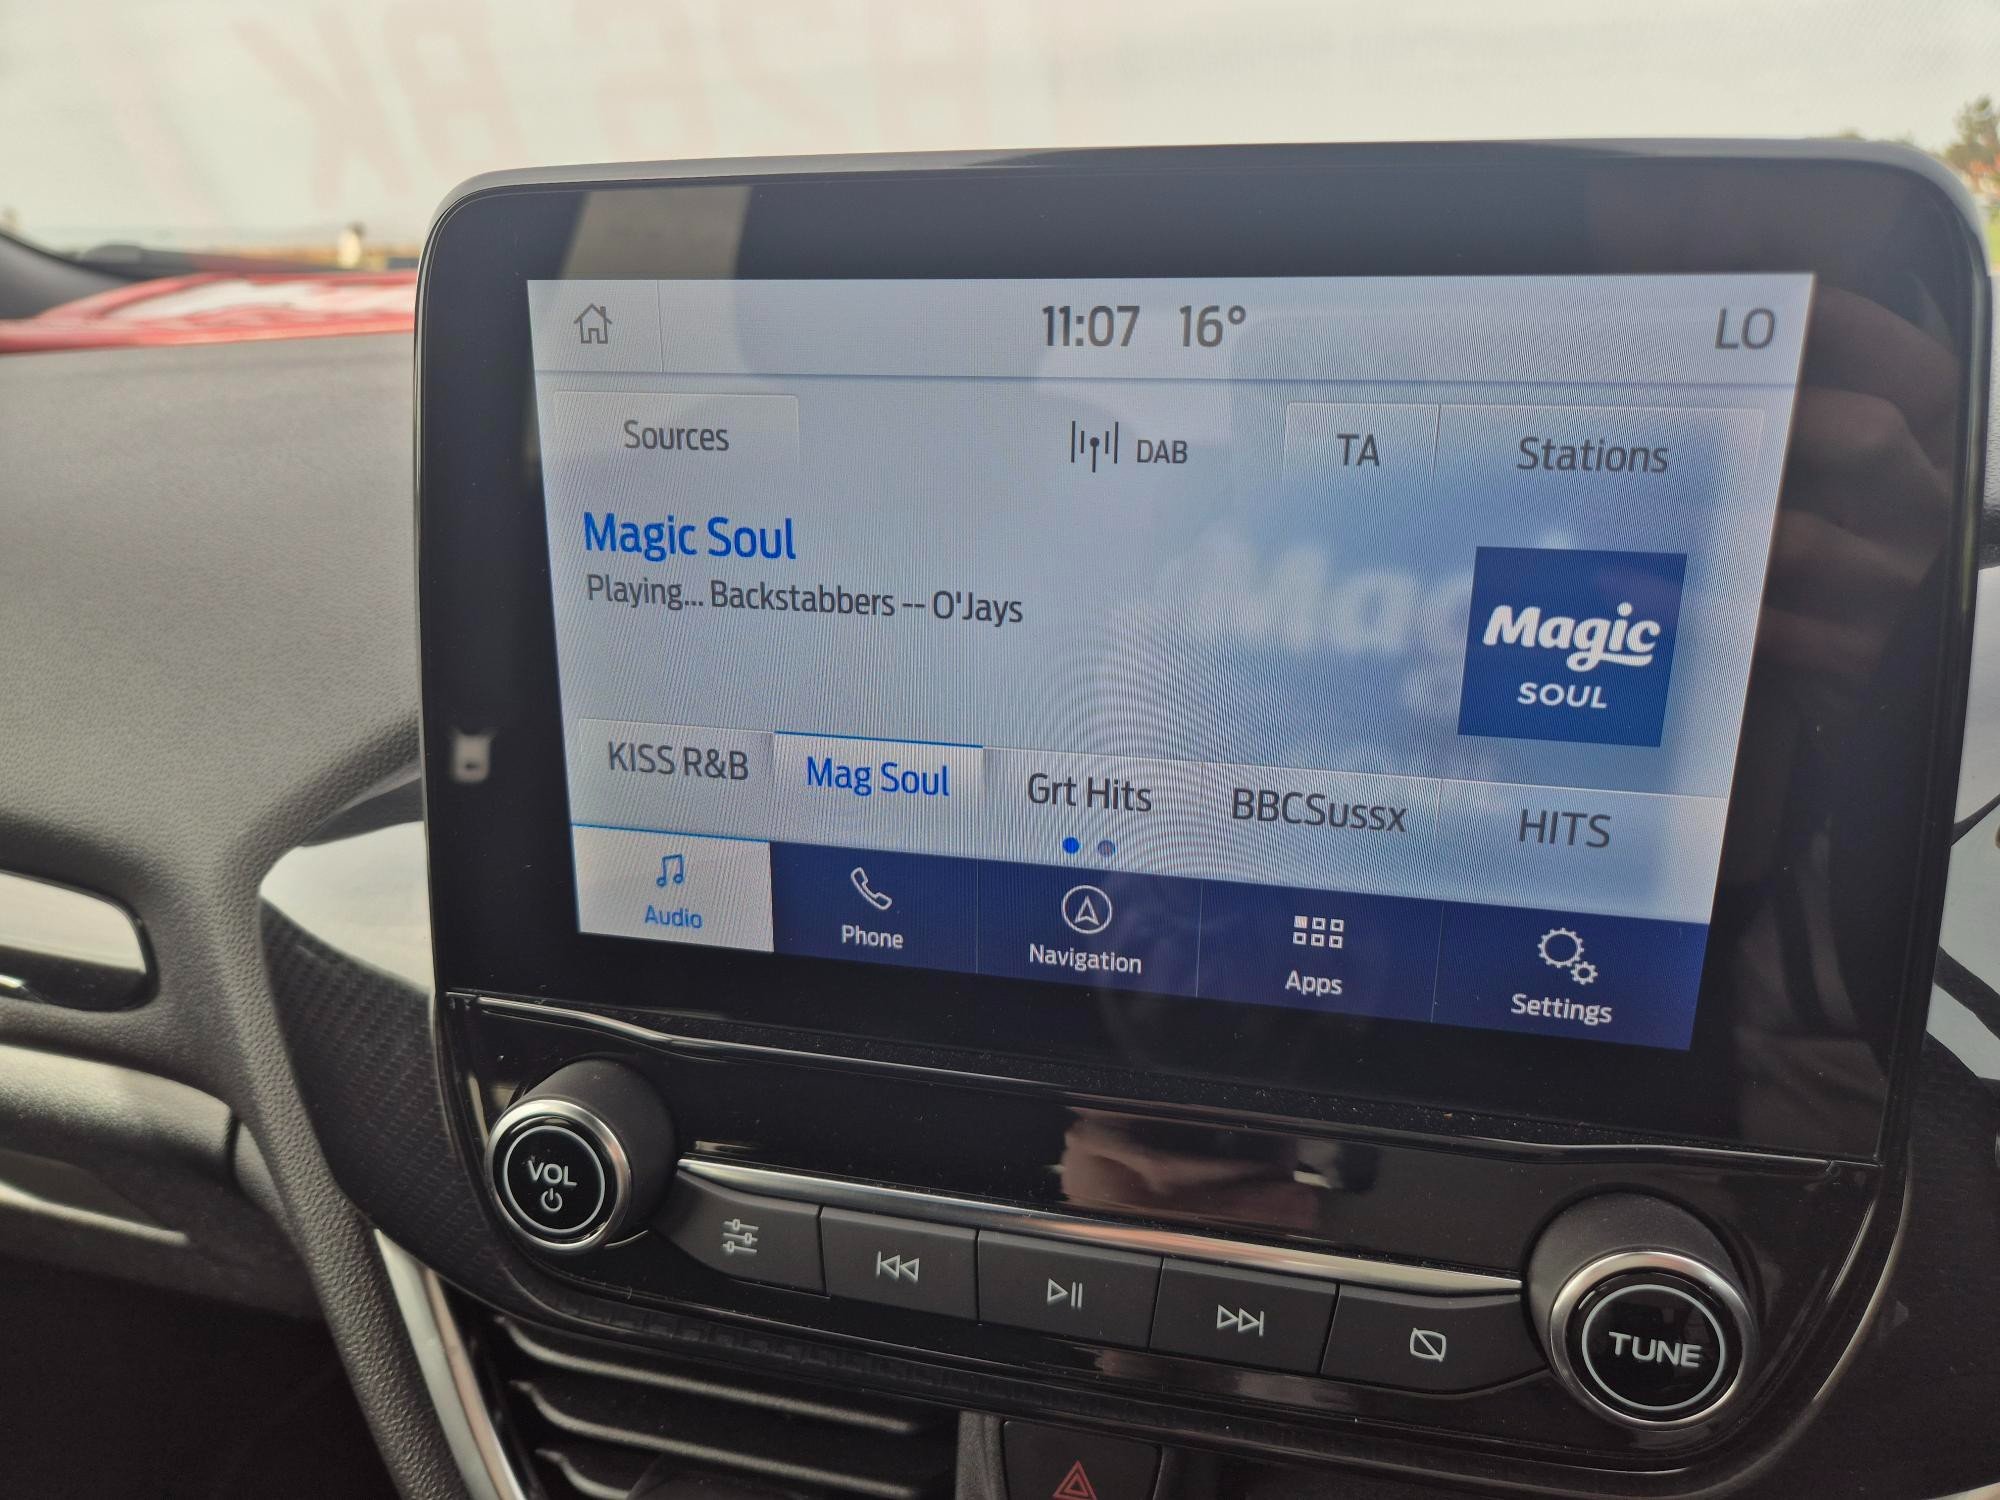 11:07 16° LO
Sources DAB TA Stations
Magic Soul
Playing... Backstabbers -- O'Jays
Magic
SOUL
KISS R&B Mag Soul Grt Hits BBCSussx HITS
Audio Phone Navigation Apps Settings
VOL
TUNE